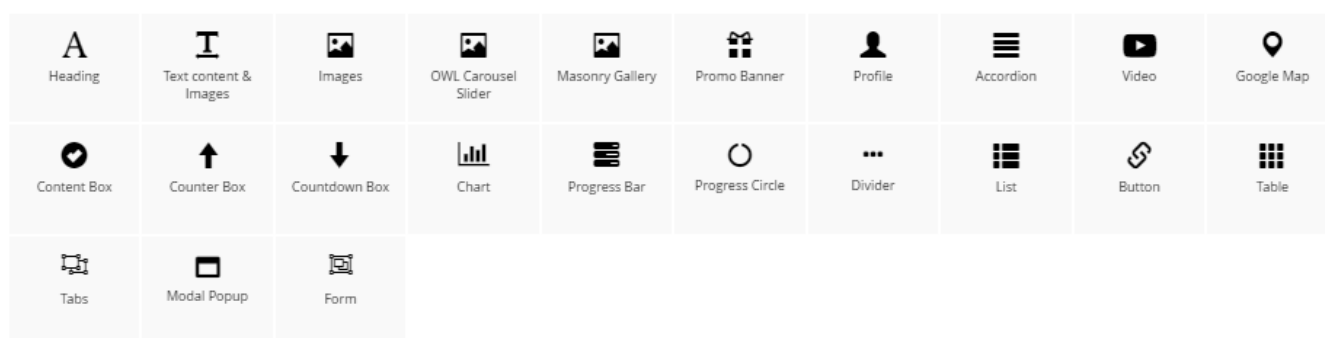 Heading
Text content &
Images
Images
OWL Carousel
Slider
Masonry Gallery
Promo Banner
Profile
Accordion
Video
Google Map
Content Box
Counter Box
Countdown Box
Chart
Progress Bar
Progress Circle
Divider
List
Button
Table
Tabs
Modal Popup
Form